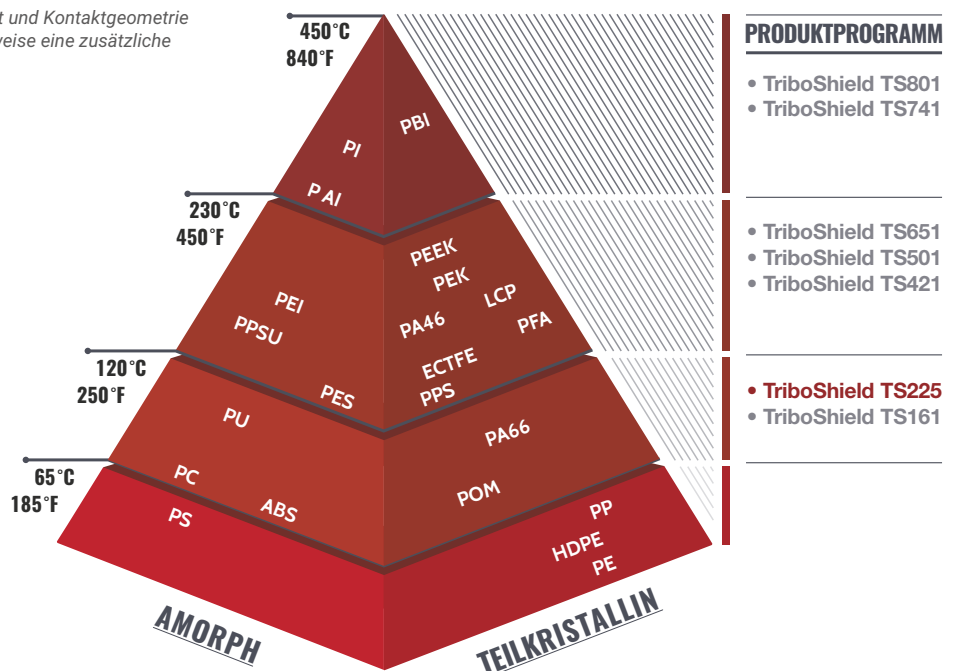 t und Kontaktgeometrie
weise eine zusätzliche
450°C
840°F
PRODUKTPROGRAMM
• TriboShield TS801
• TriboShield TS741
PBI
PI
P AI
230°C
450°F
• TriboShield TS651
• TriboShield TS501
• TriboShield TS421
PEEK
PEK
LCP
PEI
PA46
PFA
PPSU
ECTFE
PES
PPS
120°C
250°F
• TriboShield TS225
• TriboShield TS161
PU
PA66
PC
POM
ABS
65°C
185°F
PS
PP
HDPE
PE
AMORPH
TEILKRISTALLIN